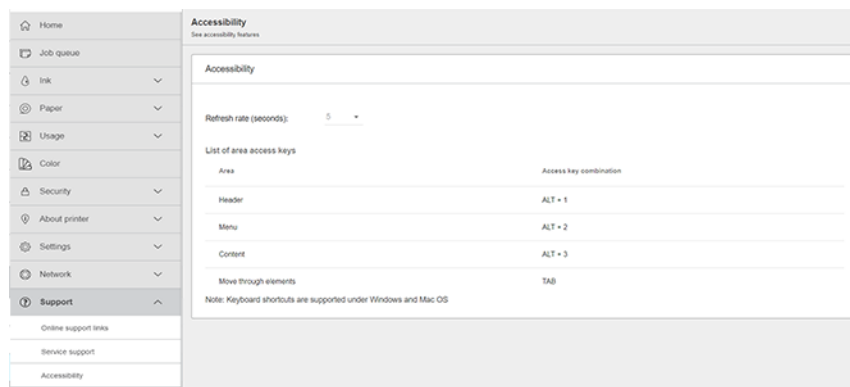 Home
Job queue
Ink
Paper
Usage
Color
Security
About printer
Settings
Network
Support
Online support links
Service support
Accessibility
Accessibility
See accessibility features
Accessibility
Refresh rate (seconds): 5
List of area access keys
Area Access key combination
Header ALT + 1
Menu ALT + 2
Content ALT + 3
Move through elements TAB
Note: Keyboard shortcuts are supported under Windows and Mac OS